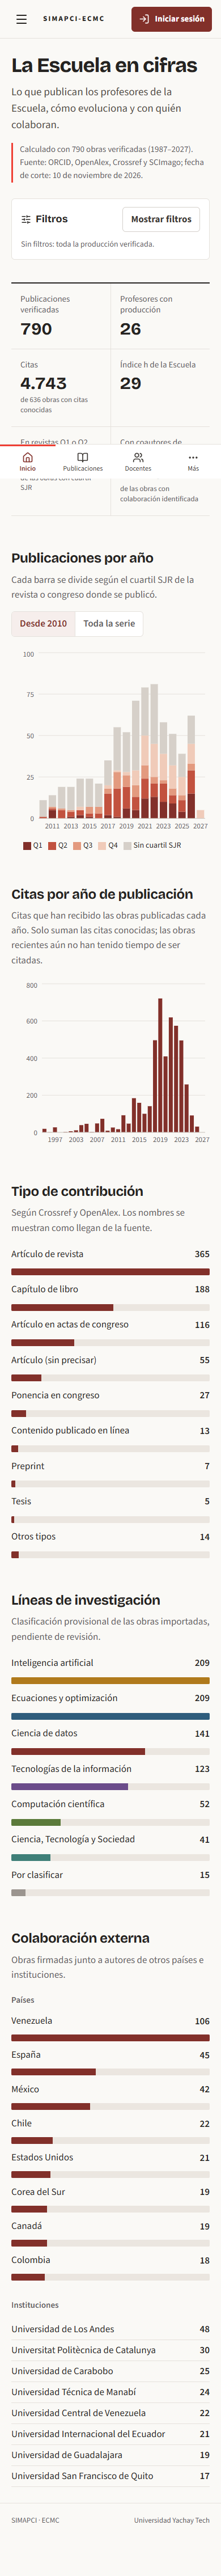 SIMAPCI-ECMC
Iniciar sesión
La Escuela en cifras
Lo que publican los profesores de la
Escuela, cómo evoluciona y con quién
colaboran.
Calculado con 790 obras verificadas (1987–2027).
Fuente: ORCID, OpenAlex, Crossref y SCImago; fecha
de corte: 10 de noviembre de 2026.
Filtros
Mostrar filtros
Sin filtros: toda la producción verificada.
Publicaciones
verificadas
790
Profesores con
producción
26
Citas
4.743
de 636 obras con citas
conocidas
Índice h de la Escuela
29
En revistas Q1 o Q2
Con coautores de
Inicio
Publicaciones
Docentes
Más
SJR
de las obras con
colaboración identificada
Publicaciones por año
Cada barra se divide según el cuartil SJR de la
revista o congreso donde se publicó.
Desde 2010
Toda la serie
100
75
50
25
0
2011 2013 2015 2017 2019 2021 2023 2025 2027
Q1 Q2 Q3 Q4 Sin cuartil SJR
Citas por año de publicación
Citas que han recibido las obras publicadas cada
año. Solo suman las citas conocidas; las obras
recientes aún no han tenido tiempo de ser
citadas.
800
600
400
200
0
1997 2003 2007 2011 2015 2019 2023 2027
Tipo de contribución
Según Crossref y OpenAlex. Los nombres se
muestran como llegan de la fuente.
Artículo de revista 365
Capítulo de libro 188
Artículo en actas de congreso 116
Artículo (sin precisar) 55
Ponencia en congreso 27
Contenido publicado en línea 13
Preprint 7
Tesis 5
Otros tipos 14
Líneas de investigación
Clasificación provisional de las obras importadas,
pendiente de revisión.
Inteligencia artificial 209
Ecuaciones y optimización 209
Ciencia de datos 141
Tecnologías de la información 123
Computación científica 52
Ciencia, Tecnología y Sociedad 41
Por clasificar 15
Colaboración externa
Obras firmadas junto a autores de otros países e
instituciones.
Países
Venezuela 106
España 45
México 42
Chile 22
Estados Unidos 21
Corea del Sur 19
Canadá 19
Colombia 18
Instituciones
Universidad de Los Andes 48
Universitat Politècnica de Catalunya 30
Universidad de Carabobo 25
Universidad Técnica de Manabí 24
Universidad Central de Venezuela 22
Universidad Internacional del Ecuador 21
Universidad de Guadalajara 19
Universidad San Francisco de Quito 17
SIMAPCI · ECMC
Universidad Yachay Tech